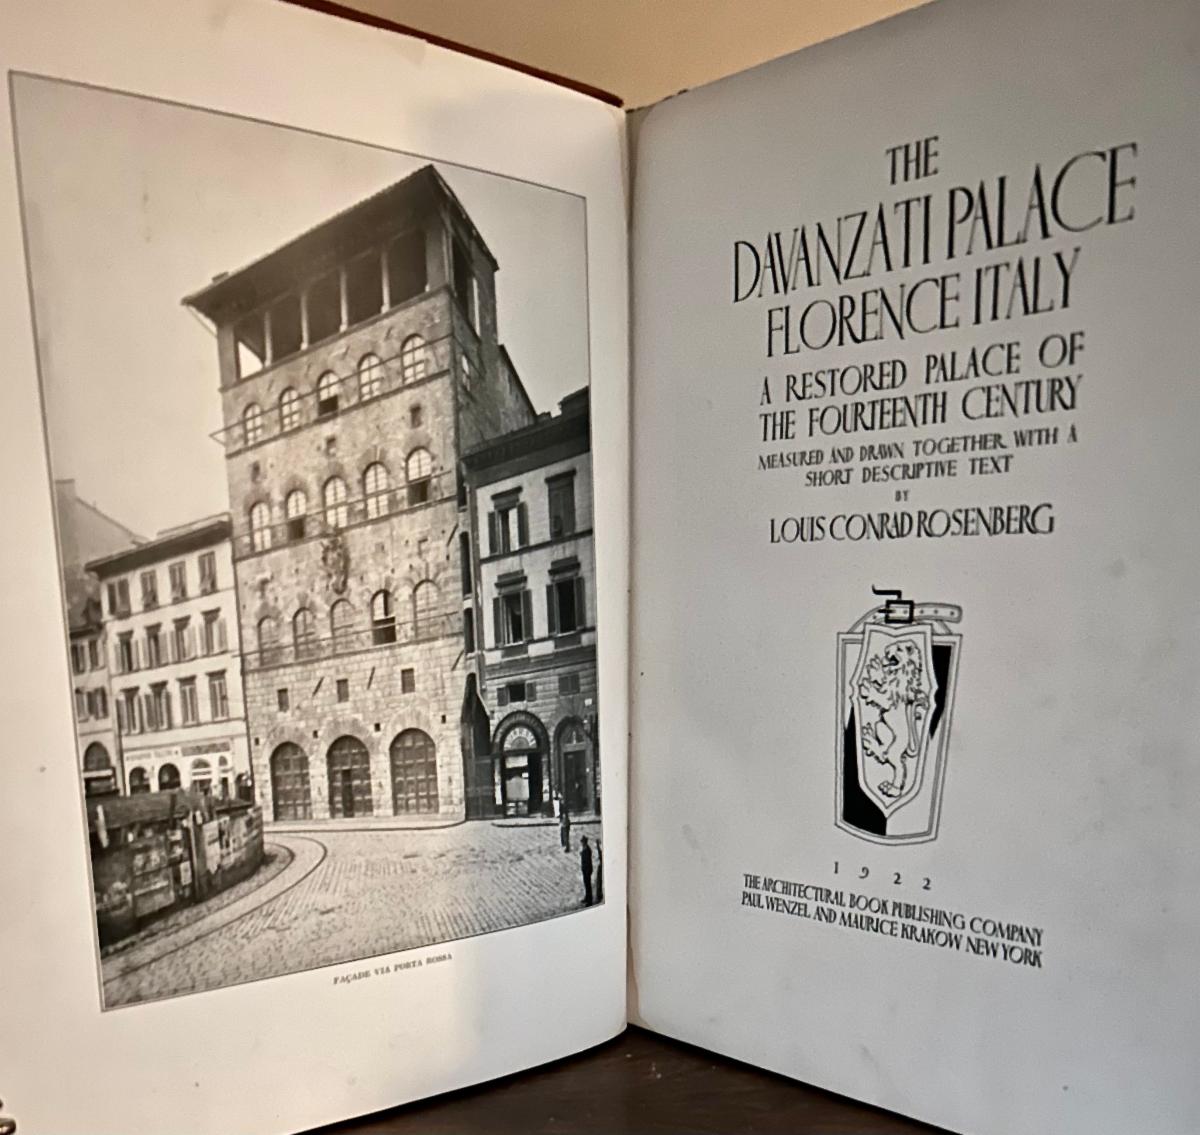 FAÇADE VIA PORTA ROSSA
THE
DAVANZATI PALACE
FLORENCE ITALY
A RESTORED PALACE OF
THE FOURTEENTH CENTURY
MEASURED AND DRAWN TOGETHER WITH A
SHORT DESCRIPTIVE TEXT
BY
LOUIS CONRAD ROSENBERG
1922
THE ARCHITECTURAL BOOK PUBLISHING COMPANY
PAUL WENZEL AND MAURICE KRAKOW NEW YORK